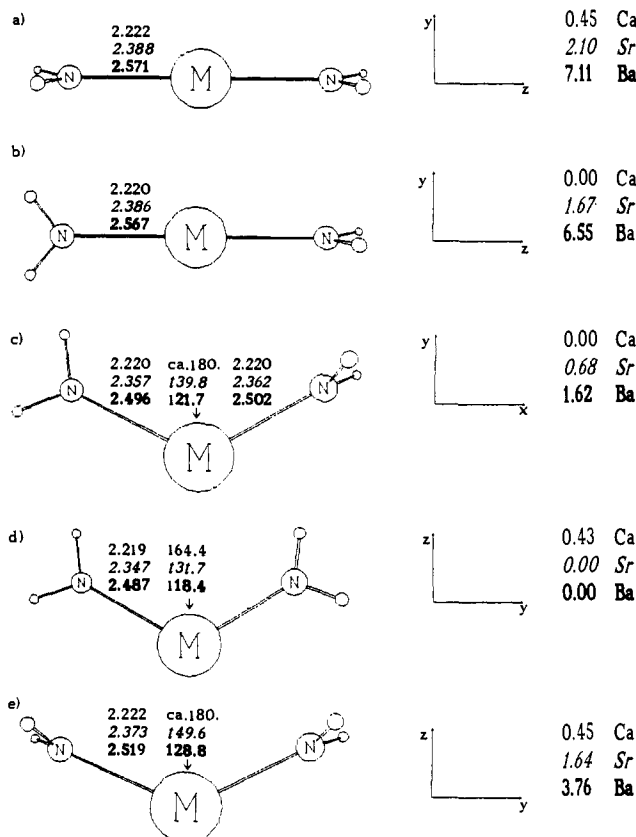 a)
2.222
2.388
2.571
N M N
y
z
0.45 Ca
2.10 Sr
7.11 Ba
b)
2.220
2.386
2.567
N M N
y
z
0.00 Ca
1.67 Sr
6.55 Ba
c)
2.220 ca.180. 2.220
2.357 139.8 2.362
2.496 121.7 2.502
N N
M
y
x
0.00 Ca
0.68 Sr
1.62 Ba
d)
2.219 164.4
2.347 131.7
2.487 118.4
N N
M
z
y
0.43 Ca
0.00 Sr
0.00 Ba
e)
2.222 ca.180.
2.373 149.6
2.519 128.8
N N
M
z
y
0.45 Ca
1.64 Sr
3.76 Ba